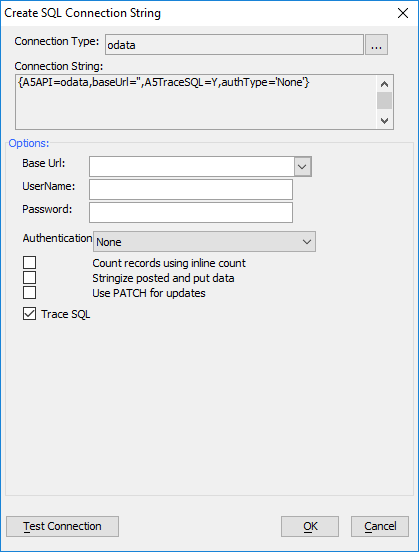 Create SQL Connection String
Connection Type: odata ...
Connection String:
{A5API=odata,baseUrl='',A5TraceSQL=Y,authType='None'}
Options:
Base Url:
UserName:
Password:
Authentication None
Count records using inline count
Stringize posted and put data
Use PATCH for updates
Trace SQL
Test Connection OK Cancel